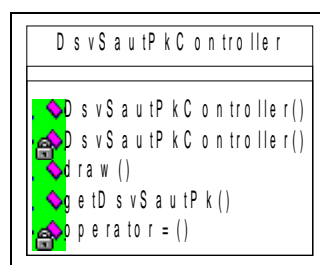 DsvSautPkController
DsvSautPkController()
DsvSautPkController()
draw()
getDsvSautPk()
operator=()